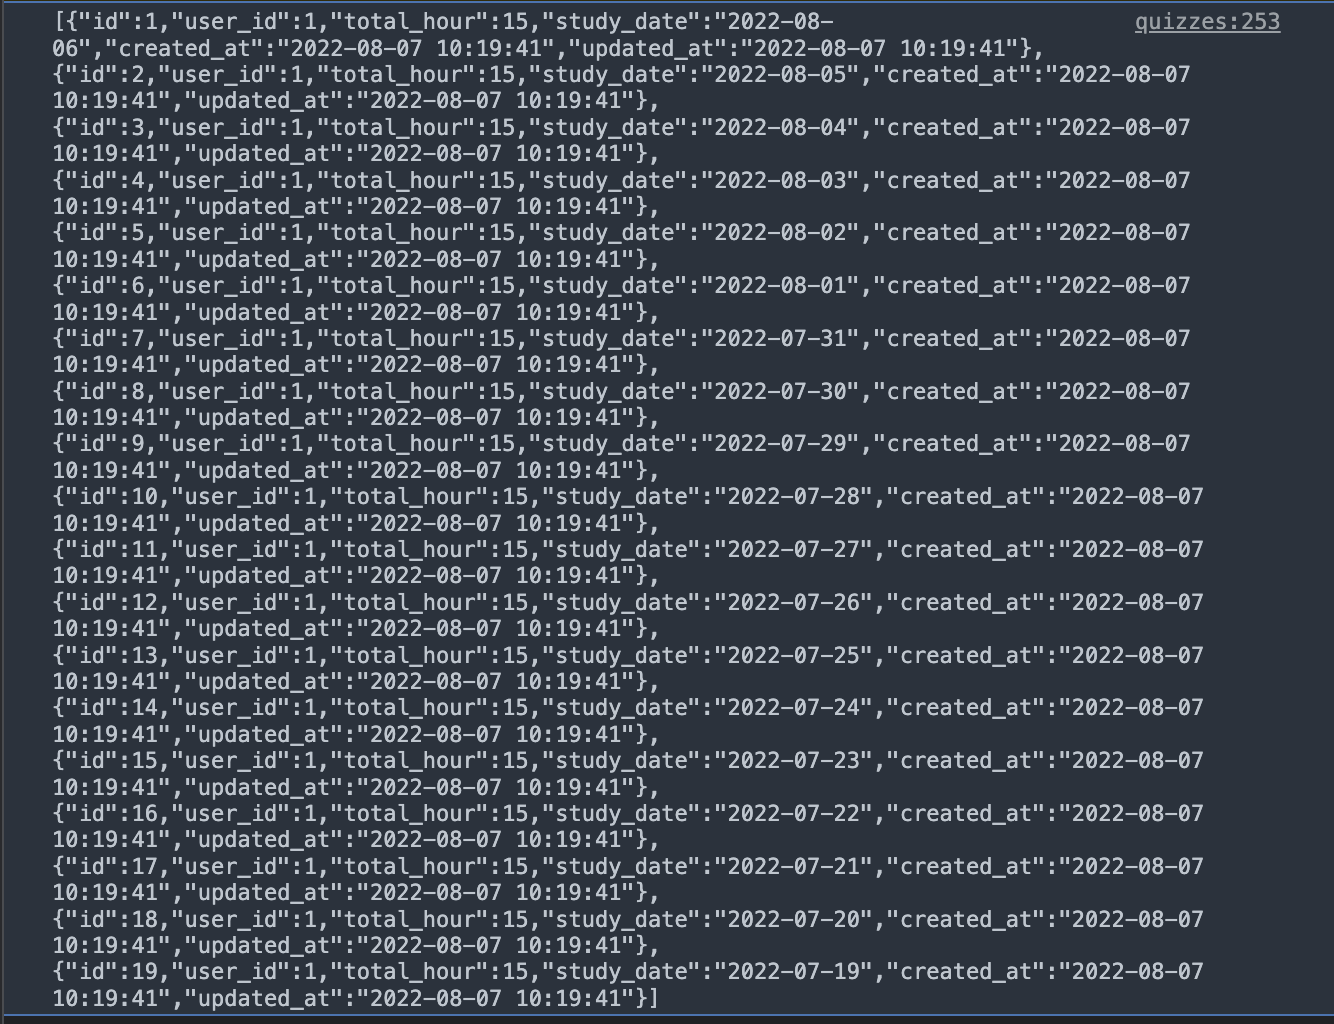 [{"id":1,"user_id":1,"total_hour":15,"study_date":"2022-08- quizzes:253
06","created_at":"2022-08-07 10:19:41","updated_at":"2022-08-07 10:19:41"},
{"id":2,"user_id":1,"total_hour":15,"study_date":"2022-08-05","created_at":"2022-08-07
10:19:41","updated_at":"2022-08-07 10:19:41"},
{"id":3,"user_id":1,"total_hour":15,"study_date":"2022-08-04","created_at":"2022-08-07
10:19:41","updated_at":"2022-08-07 10:19:41"},
{"id":4,"user_id":1,"total_hour":15,"study_date":"2022-08-03","created_at":"2022-08-07
10:19:41","updated_at":"2022-08-07 10:19:41"},
{"id":5,"user_id":1,"total_hour":15,"study_date":"2022-08-02","created_at":"2022-08-07
10:19:41","updated_at":"2022-08-07 10:19:41"},
{"id":6,"user_id":1,"total_hour":15,"study_date":"2022-08-01","created_at":"2022-08-07
10:19:41","updated_at":"2022-08-07 10:19:41"},
{"id":7,"user_id":1,"total_hour":15,"study_date":"2022-07-31","created_at":"2022-08-07
10:19:41","updated_at":"2022-08-07 10:19:41"},
{"id":8,"user_id":1,"total_hour":15,"study_date":"2022-07-30","created_at":"2022-08-07
10:19:41","updated_at":"2022-08-07 10:19:41"},
{"id":9,"user_id":1,"total_hour":15,"study_date":"2022-07-29","created_at":"2022-08-07
10:19:41","updated_at":"2022-08-07 10:19:41"},
{"id":10,"user_id":1,"total_hour":15,"study_date":"2022-07-28","created_at":"2022-08-07
10:19:41","updated_at":"2022-08-07 10:19:41"},
{"id":11,"user_id":1,"total_hour":15,"study_date":"2022-07-27","created_at":"2022-08-07
10:19:41","updated_at":"2022-08-07 10:19:41"},
{"id":12,"user_id":1,"total_hour":15,"study_date":"2022-07-26","created_at":"2022-08-07
10:19:41","updated_at":"2022-08-07 10:19:41"},
{"id":13,"user_id":1,"total_hour":15,"study_date":"2022-07-25","created_at":"2022-08-07
10:19:41","updated_at":"2022-08-07 10:19:41"},
{"id":14,"user_id":1,"total_hour":15,"study_date":"2022-07-24","created_at":"2022-08-07
10:19:41","updated_at":"2022-08-07 10:19:41"},
{"id":15,"user_id":1,"total_hour":15,"study_date":"2022-07-23","created_at":"2022-08-07
10:19:41","updated_at":"2022-08-07 10:19:41"},
{"id":16,"user_id":1,"total_hour":15,"study_date":"2022-07-22","created_at":"2022-08-07
10:19:41","updated_at":"2022-08-07 10:19:41"},
{"id":17,"user_id":1,"total_hour":15,"study_date":"2022-07-21","created_at":"2022-08-07
10:19:41","updated_at":"2022-08-07 10:19:41"},
{"id":18,"user_id":1,"total_hour":15,"study_date":"2022-07-20","created_at":"2022-08-07
10:19:41","updated_at":"2022-08-07 10:19:41"},
{"id":19,"user_id":1,"total_hour":15,"study_date":"2022-07-19","created_at":"2022-08-07
10:19:41","updated_at":"2022-08-07 10:19:41"}]